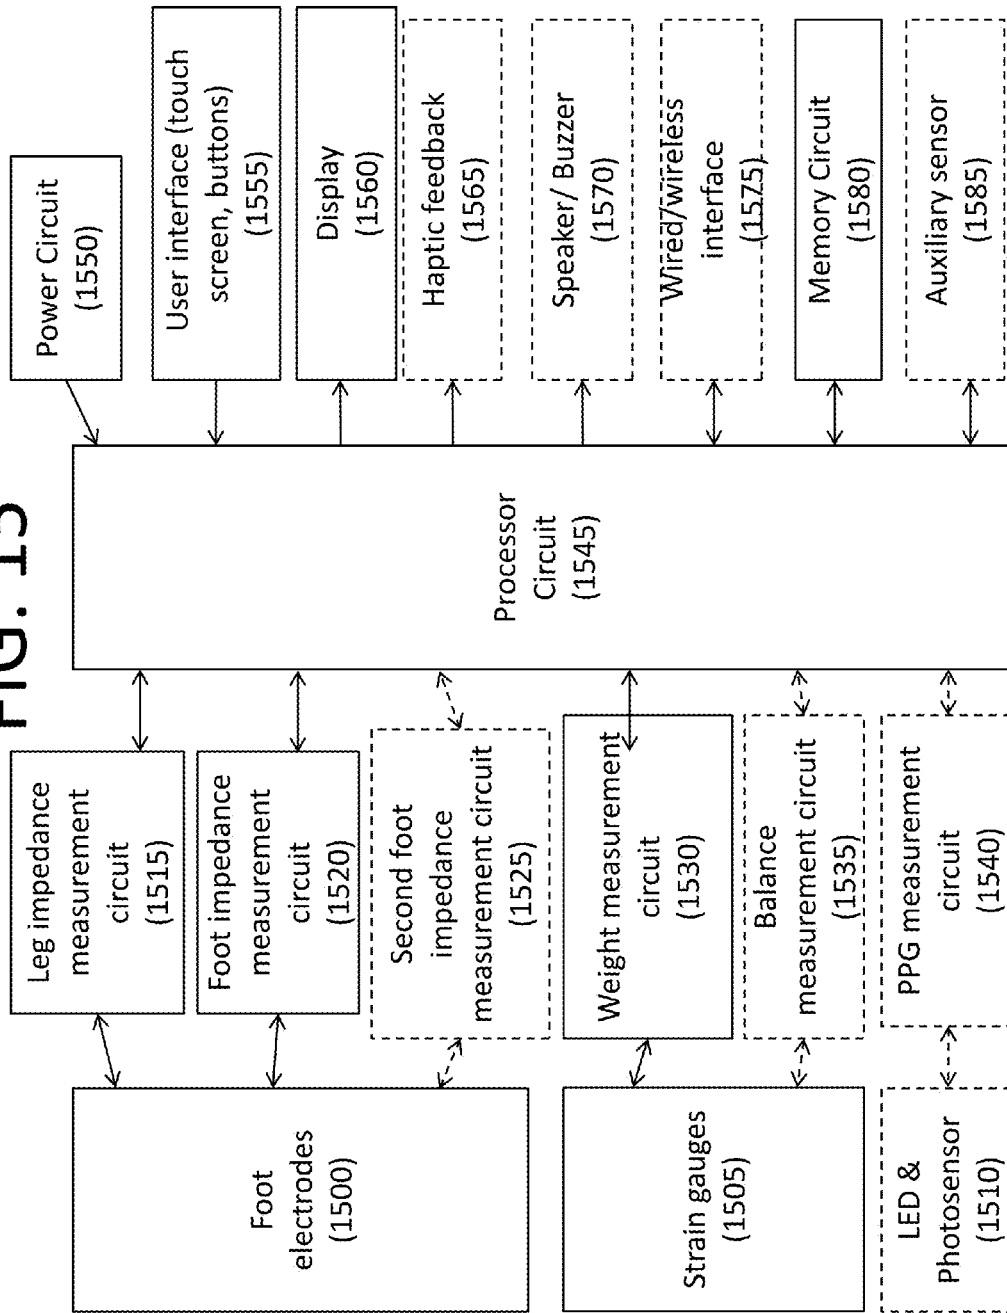 FIG. 15
Foot
electrodes
(1500)
Strain gauges
(1505)
LED &
Photosensor
(1510)
Leg impedance
measurement
circuit
(1515)
Foot impedance
measurement
circuit
(1520)
Second foot
impedance
measurement circuit
(1525)
Weight measurement
circuit
(1530)
Balance
measurement circuit
(1535)
PPG measurement
circuit
(1540)
Processor
Circuit
(1545)
Power Circuit
(1550)
User interface (touch
screen, buttons)
(1555)
Display
(1560)
Haptic feedback
(1565)
Speaker/ Buzzer
(1570)
Wired/wireless
interface
(1575)
Memory Circuit
(1580)
Auxiliary sensor
(1585)